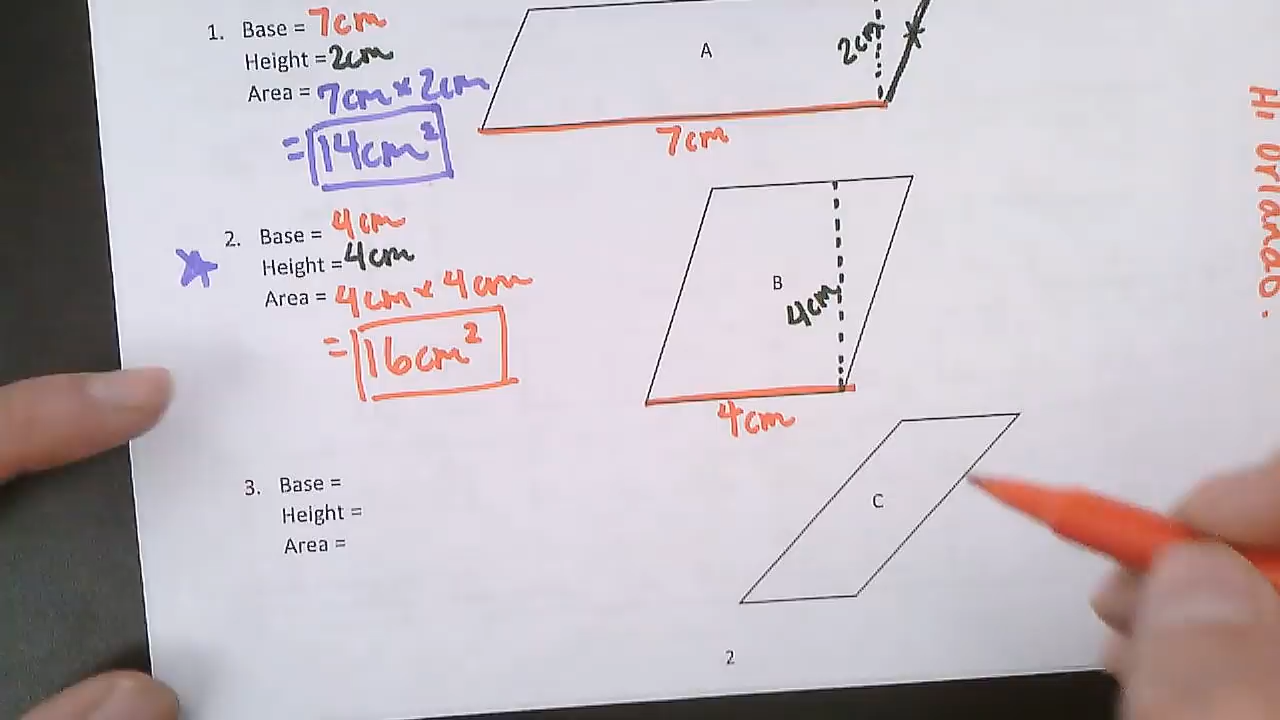 1. Base = 7cm
Height = 2cm
Area = 7cm × 2cm
= 14cm²
A
2cm
7cm
2. Base = 4cm
Height = 4cm
Area = 4cm × 4cm
= 16cm²
B
4cm
4cm
3. Base =
Height =
Area =
C
2
Hi Orlando.